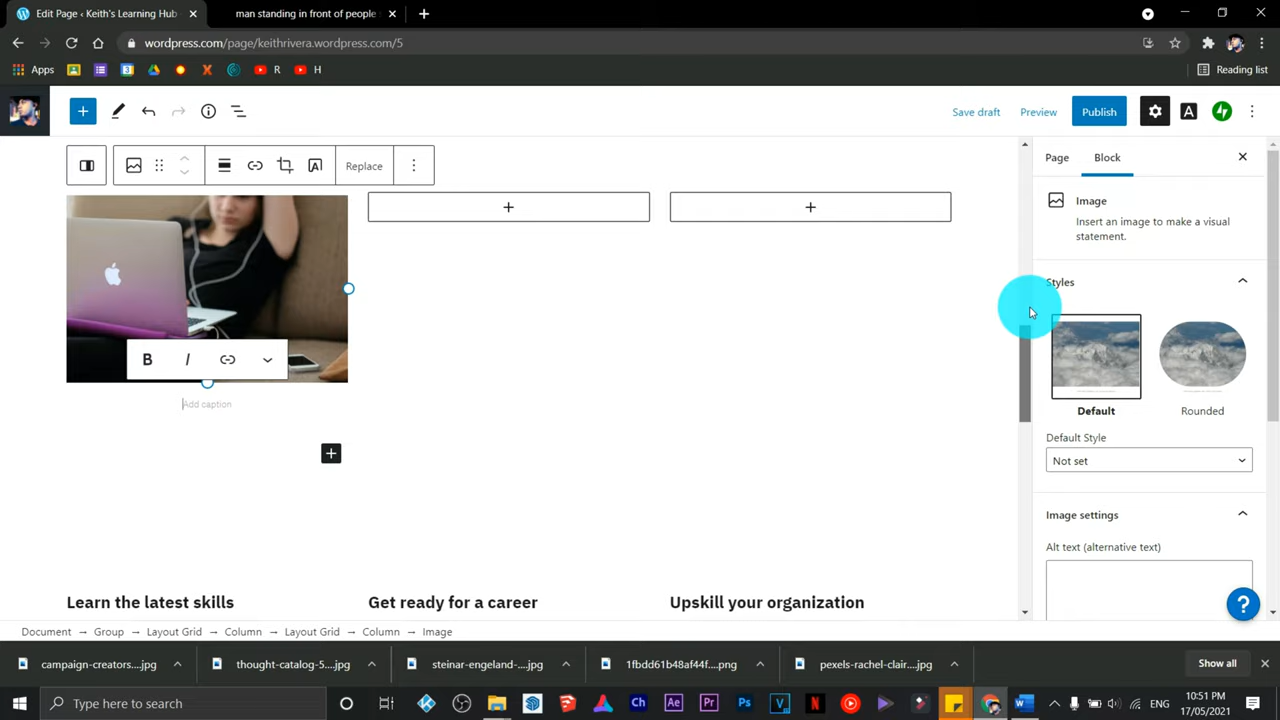 Edit Page ‹ Keith's Learning Hub
man standing in front of people
wordpress.com/page/keithrivera.wordpress.com/5
Apps
R
H
Reading list
Save draft
Preview
Publish
A
Replace
Page
Block
Image
Insert an image to make a visual
statement.
Styles
Default
Rounded
Default Style
Not set
Image settings
Alt text (alternative text)
B
I
Add caption
Learn the latest skills
Get ready for a career
Upskill your organization
Document → Group → Layout Grid → Column → Layout Grid → Column → Image
campaign-creators....jpg
thought-catalog-5....jpg
steinar-engeland-....jpg
1fbdd61b48af44f....png
pexels-rachel-clair....jpg
Show all
Type here to search
Ch
Ae
Pr
Ps
V
N
W
ENG
10:51 PM
17/05/2021